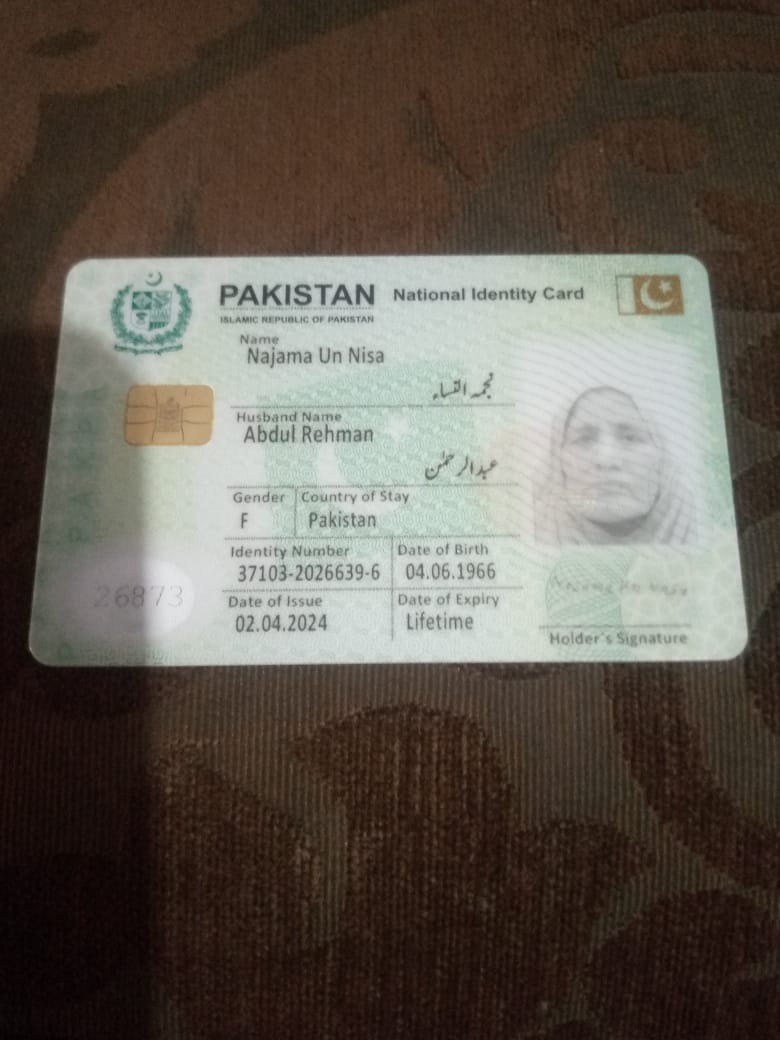 PAKISTAN National Identity Card
ISLAMIC REPUBLIC OF PAKISTAN
Name
Najama Un Nisa
نجمہ النساء
Husband Name
Abdul Rehman
عبدالرحمٰن
Gender Country of Stay
F Pakistan
Identity Number Date of Birth
37103-2026639-6 04.06.1966
26873
Date of Issue Date of Expiry
02.04.2024 Lifetime
Holder's Signature